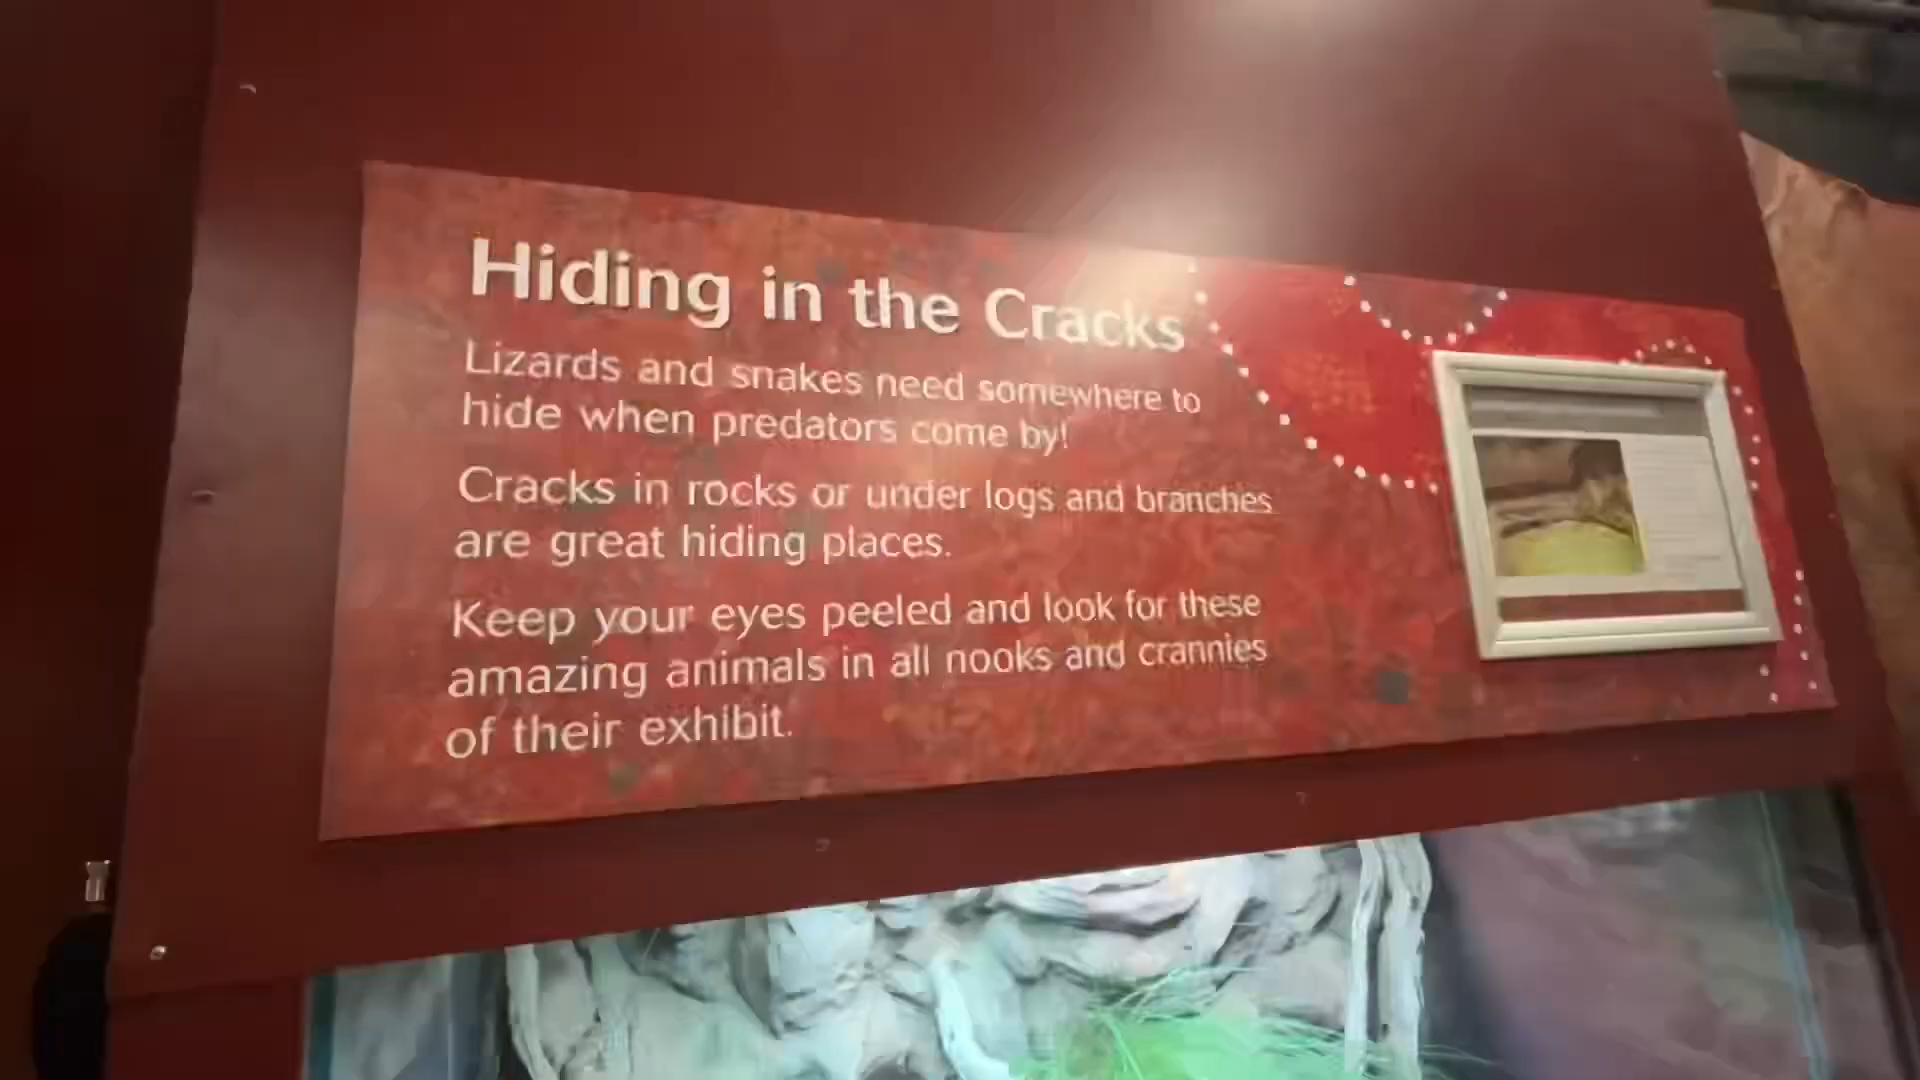 Hiding in the Cracks
Lizards and snakes need somewhere to
hide when predators come by!
Cracks in rocks or under logs and branches
are great hiding places.
Keep your eyes peeled and look for these
amazing animals in all nooks and crannies
of their exhibit.